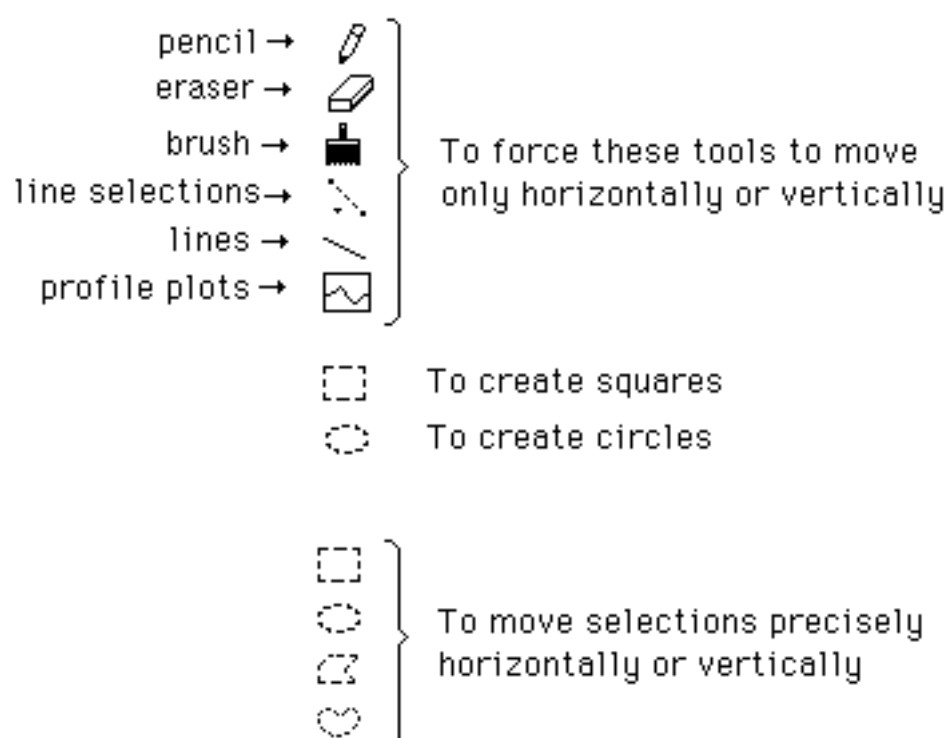 pencil →
eraser →
brush →
line selections→
lines →
profile plots →
To force these tools to move
only horizontally or vertically
To create squares
To create circles
To move selections precisely
horizontally or vertically